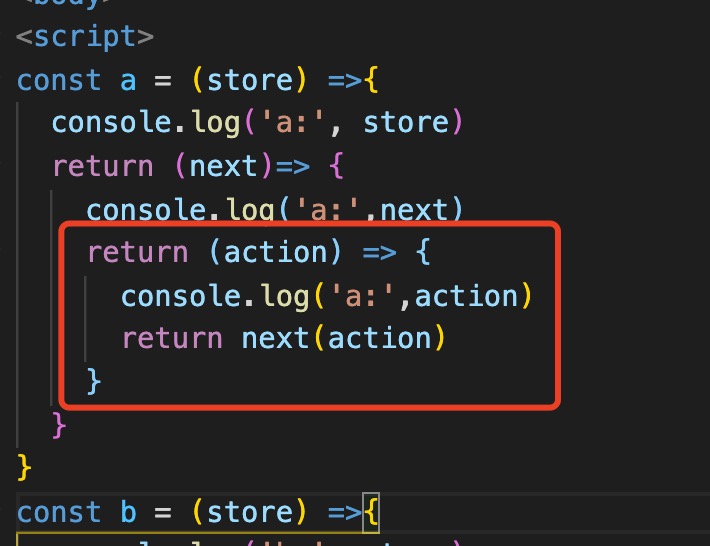 <body>
<script>
const a = (store) =>{
console.log('a:', store)
return (next)=> {
console.log('a:',next)
return (action) => {
console.log('a:',action)
return next(action)
}
}
}
const b = (store) =>{